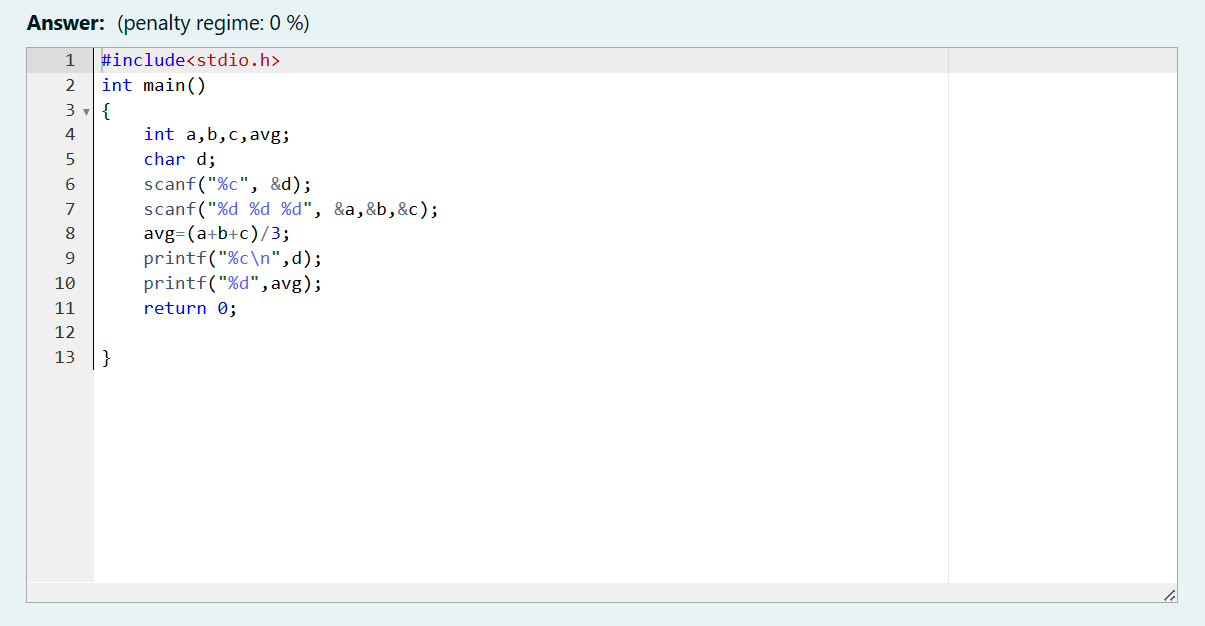 Answer: (penalty regime: 0 %)
1 #include<stdio.h>
2 int main()
3 {
4     int a,b,c,avg;
5     char d;
6     scanf("%c", &d);
7     scanf("%d %d %d", &a,&b,&c);
8     avg=(a+b+c)/3;
9     printf("%c\n",d);
10     printf("%d",avg);
11     return 0;
12
13 }